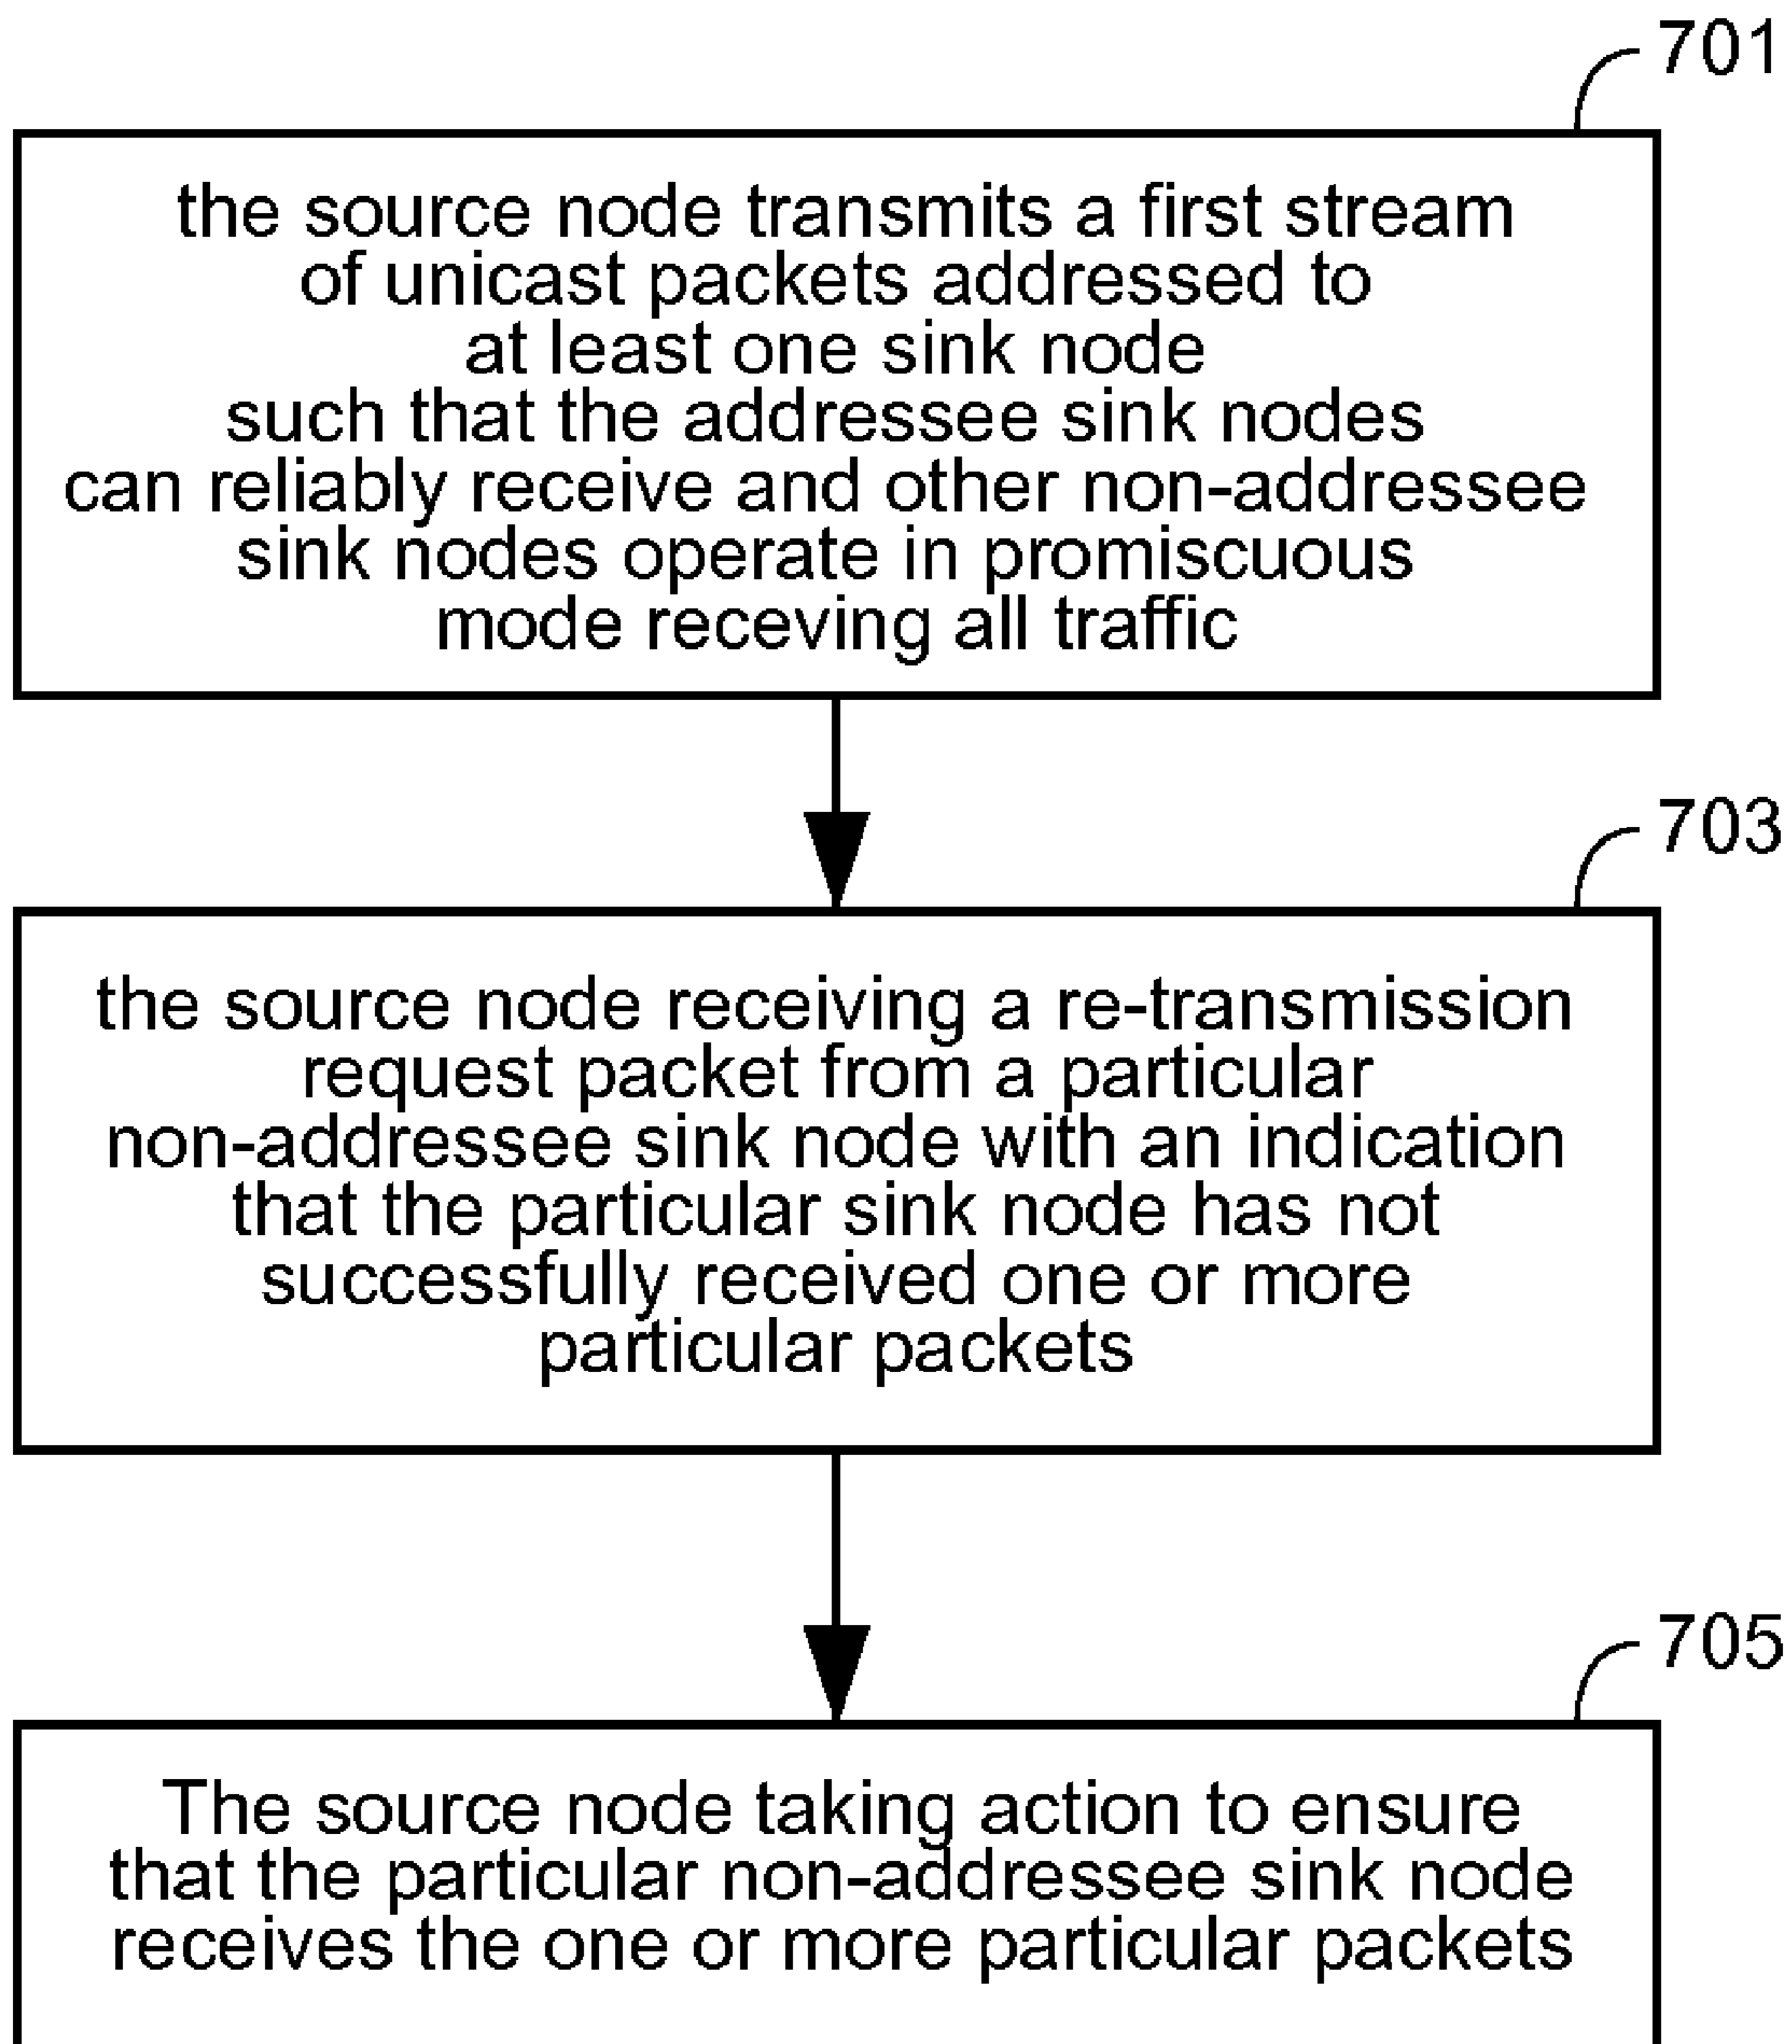 701
the source node transmits a first stream
of unicast packets addressed to
at least one sink node
such that the addressee sink nodes
can reliably receive and other non-addressee
sink nodes operate in promiscuous
mode receving all traffic
703
the source node receiving a re-transmission
request packet from a particular
non-addressee sink node with an indication
that the particular sink node has not
successfully received one or more
particular packets
705
The source node taking action to ensure
that the particular non-addressee sink node
receives the one or more particular packets